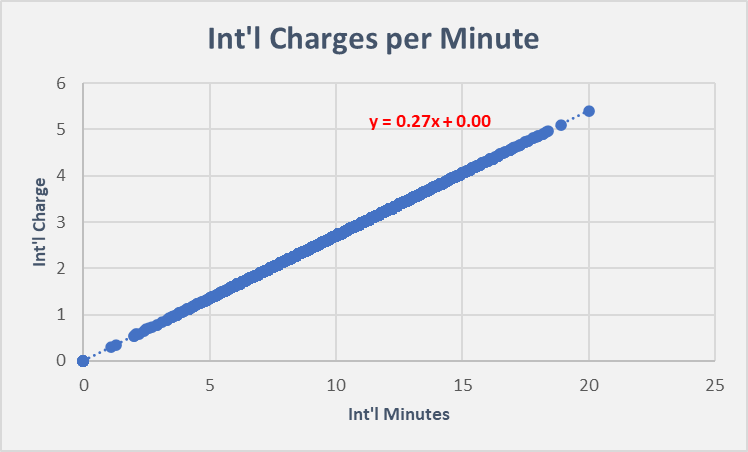 Int'l Charges per Minute
y = 0.27x + 0.00
Int'l Charge
6
5
4
3
2
1
0
0 5 10 15 20 25
Int'l Minutes